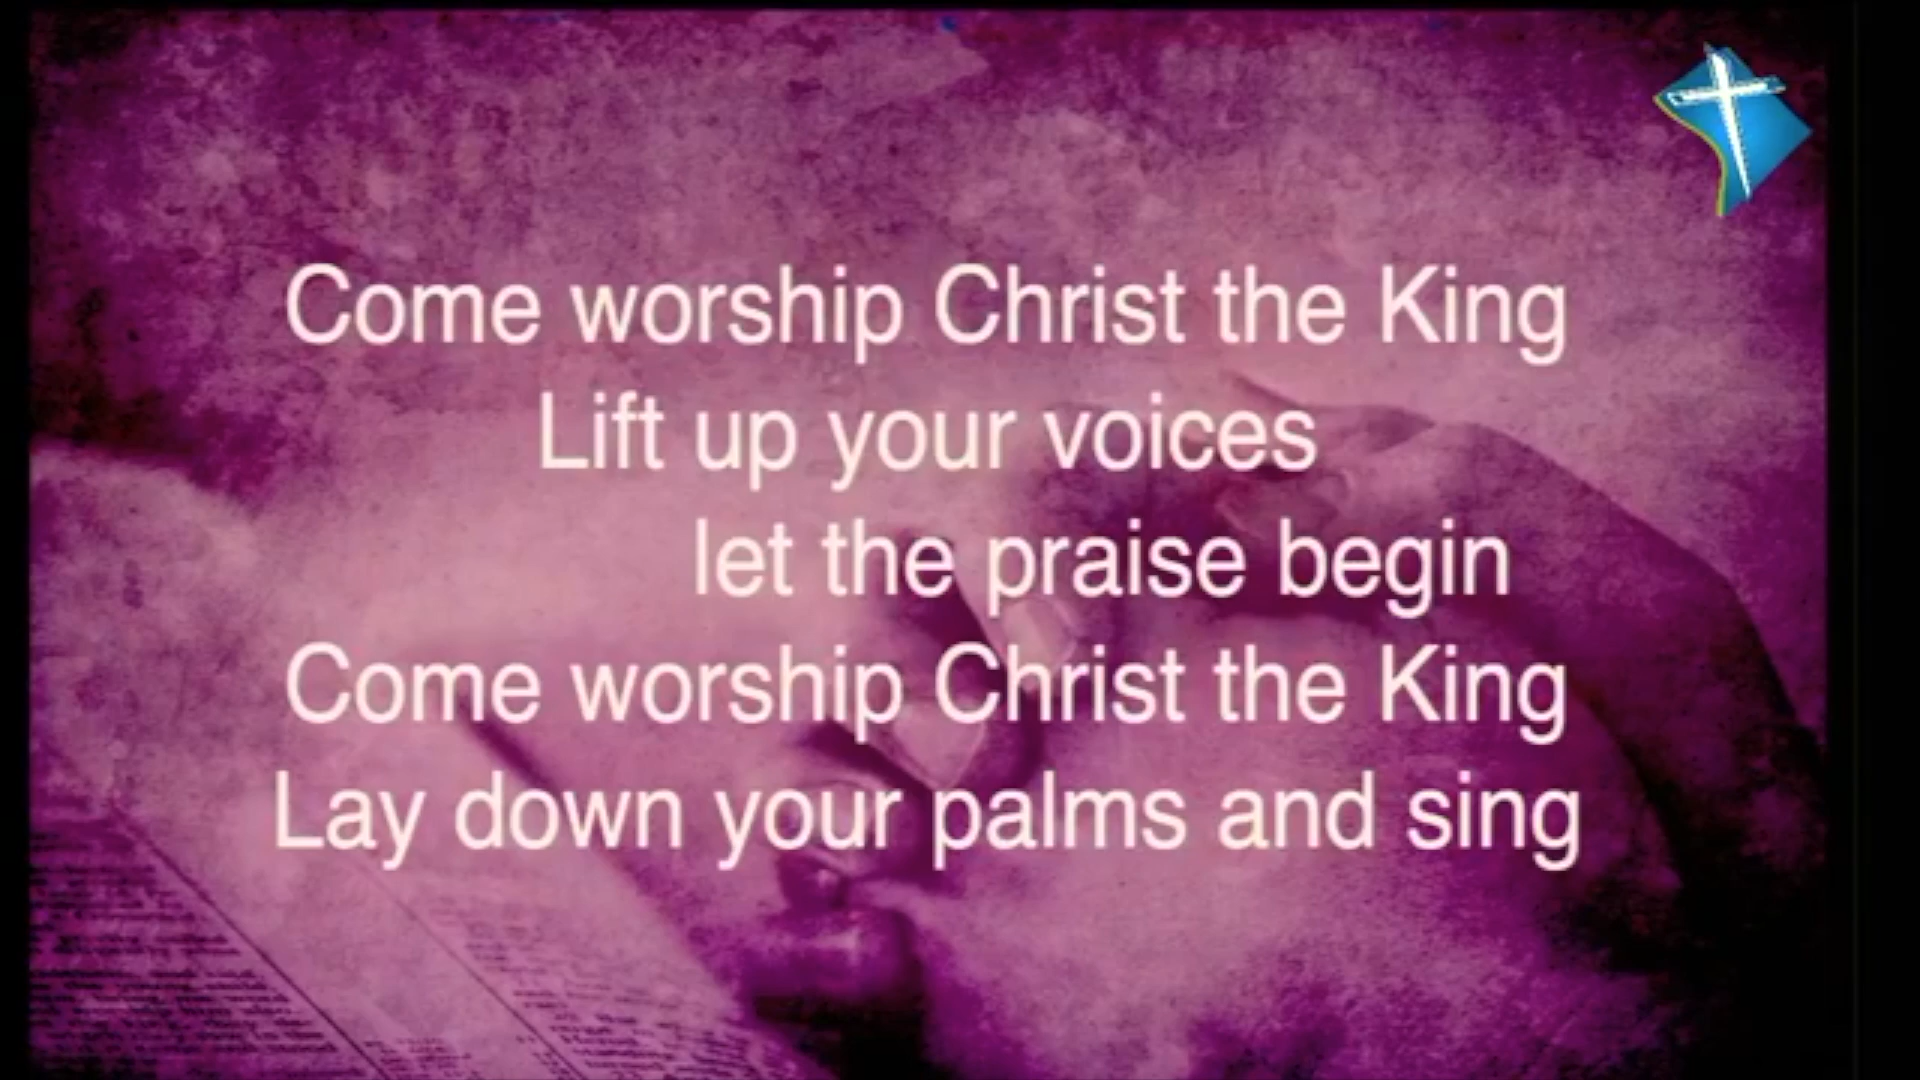 Come worship Christ the King
Lift up your voices
let the praise begin
Come worship Christ the King
Lay down your palms and sing